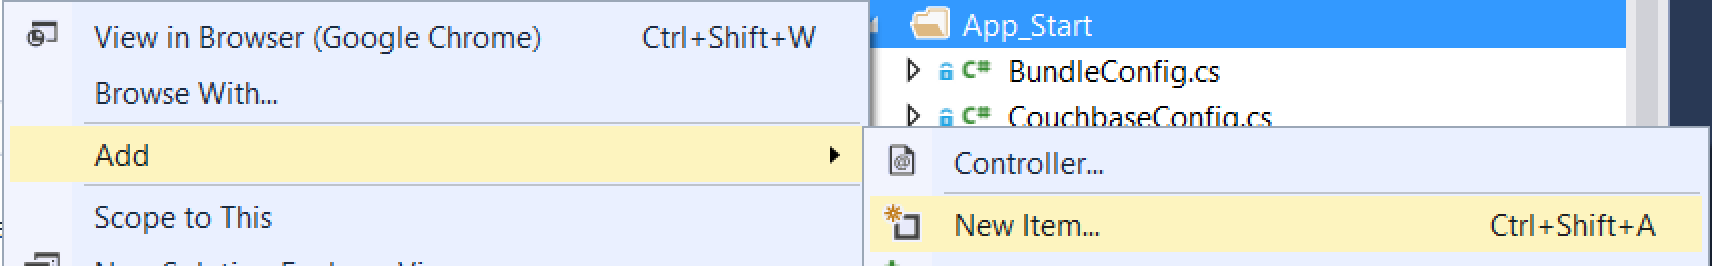 View in Browser (Google Chrome) Ctrl+Shift+W
Browse With...
Add
Scope to This
App_Start
C# BundleConfig.cs
C# CouchbaseConfig.cs
Controller...
New Item... Ctrl+Shift+A